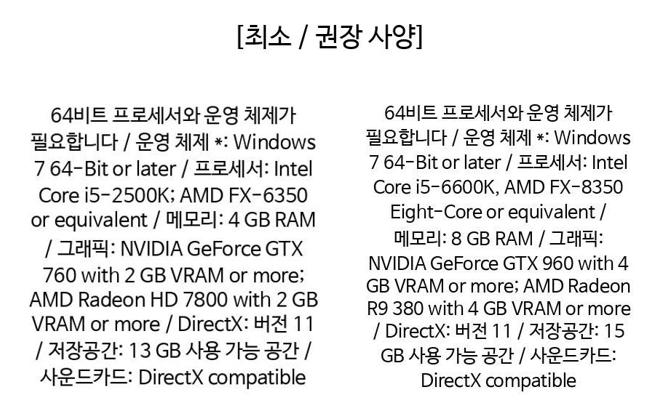 [최소 / 권장 사양]
64비트 프로세서와 운영 체제가
필요합니다 / 운영 체제 *: Windows
7 64-Bit or later / 프로세서: Intel
Core i5-2500K; AMD FX-6350
or equivalent / 메모리: 4 GB RAM
/ 그래픽: NVIDIA GeForce GTX
760 with 2 GB VRAM or more;
AMD Radeon HD 7800 with 2 GB
VRAM or more / DirectX: 버전 11
/ 저장공간: 13 GB 사용 가능 공간 /
사운드카드: DirectX compatible
64비트 프로세서와 운영 체제가
필요합니다 / 운영 체제 *: Windows
7 64-Bit or later / 프로세서: Intel
Core i5-6600K, AMD FX-8350
Eight-Core or equivalent /
메모리: 8 GB RAM / 그래픽:
NVIDIA GeForce GTX 960 with 4
GB VRAM or more; AMD Radeon
R9 380 with 4 GB VRAM or more
/ DirectX: 버전 11 / 저장공간: 15
GB 사용 가능 공간 / 사운드카드:
DirectX compatible